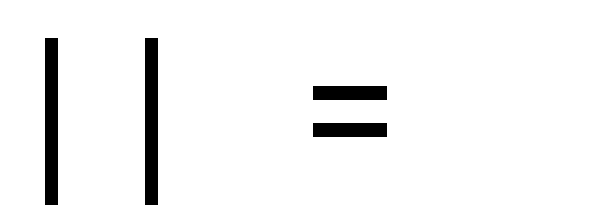 | | =